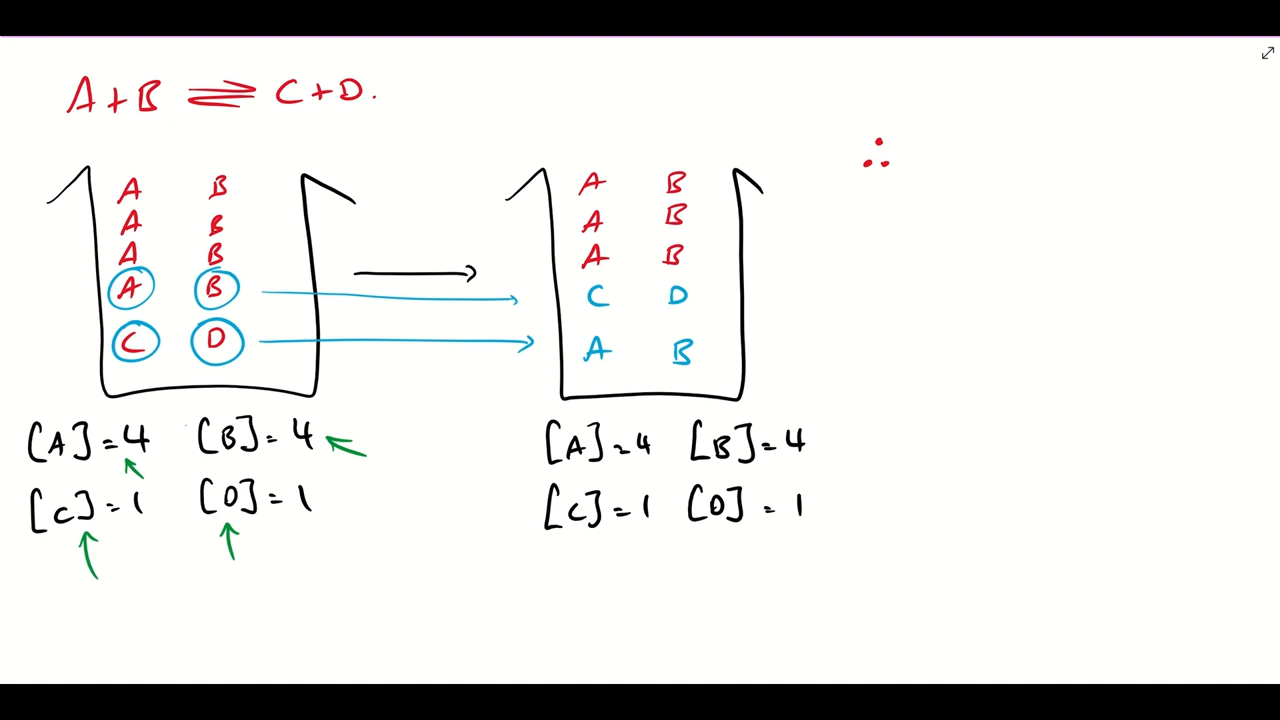 A + B ⇌ C + D.
∴
A B A B
A B A B
A B A B
A B C D
C D A B
[A] = 4 [B] = 4 [A] = 4 [B] = 4
[C] = 1 [D] = 1 [C] = 1 [D] = 1